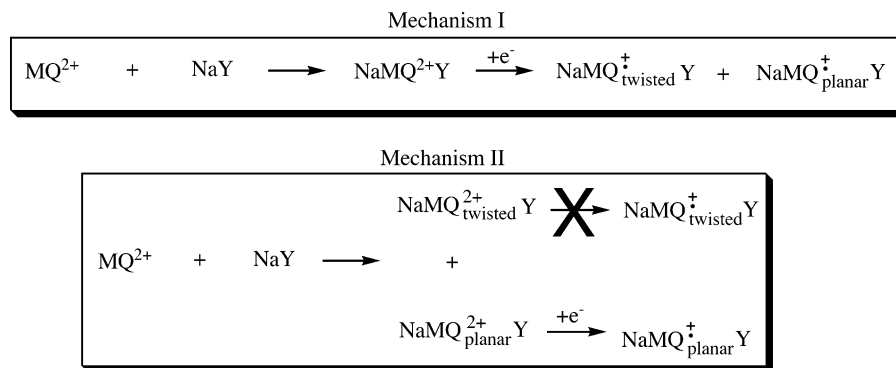 Mechanism I
MQ²⁺ + NaY → NaMQ²⁺Y +e⁻ → NaMQ⁺• twisted Y + NaMQ⁺• planar Y
Mechanism II
NaMQ²⁺ twisted Y X → NaMQ⁺• twisted Y
MQ²⁺ + NaY → +
NaMQ²⁺ planar Y +e⁻ → NaMQ⁺• planar Y